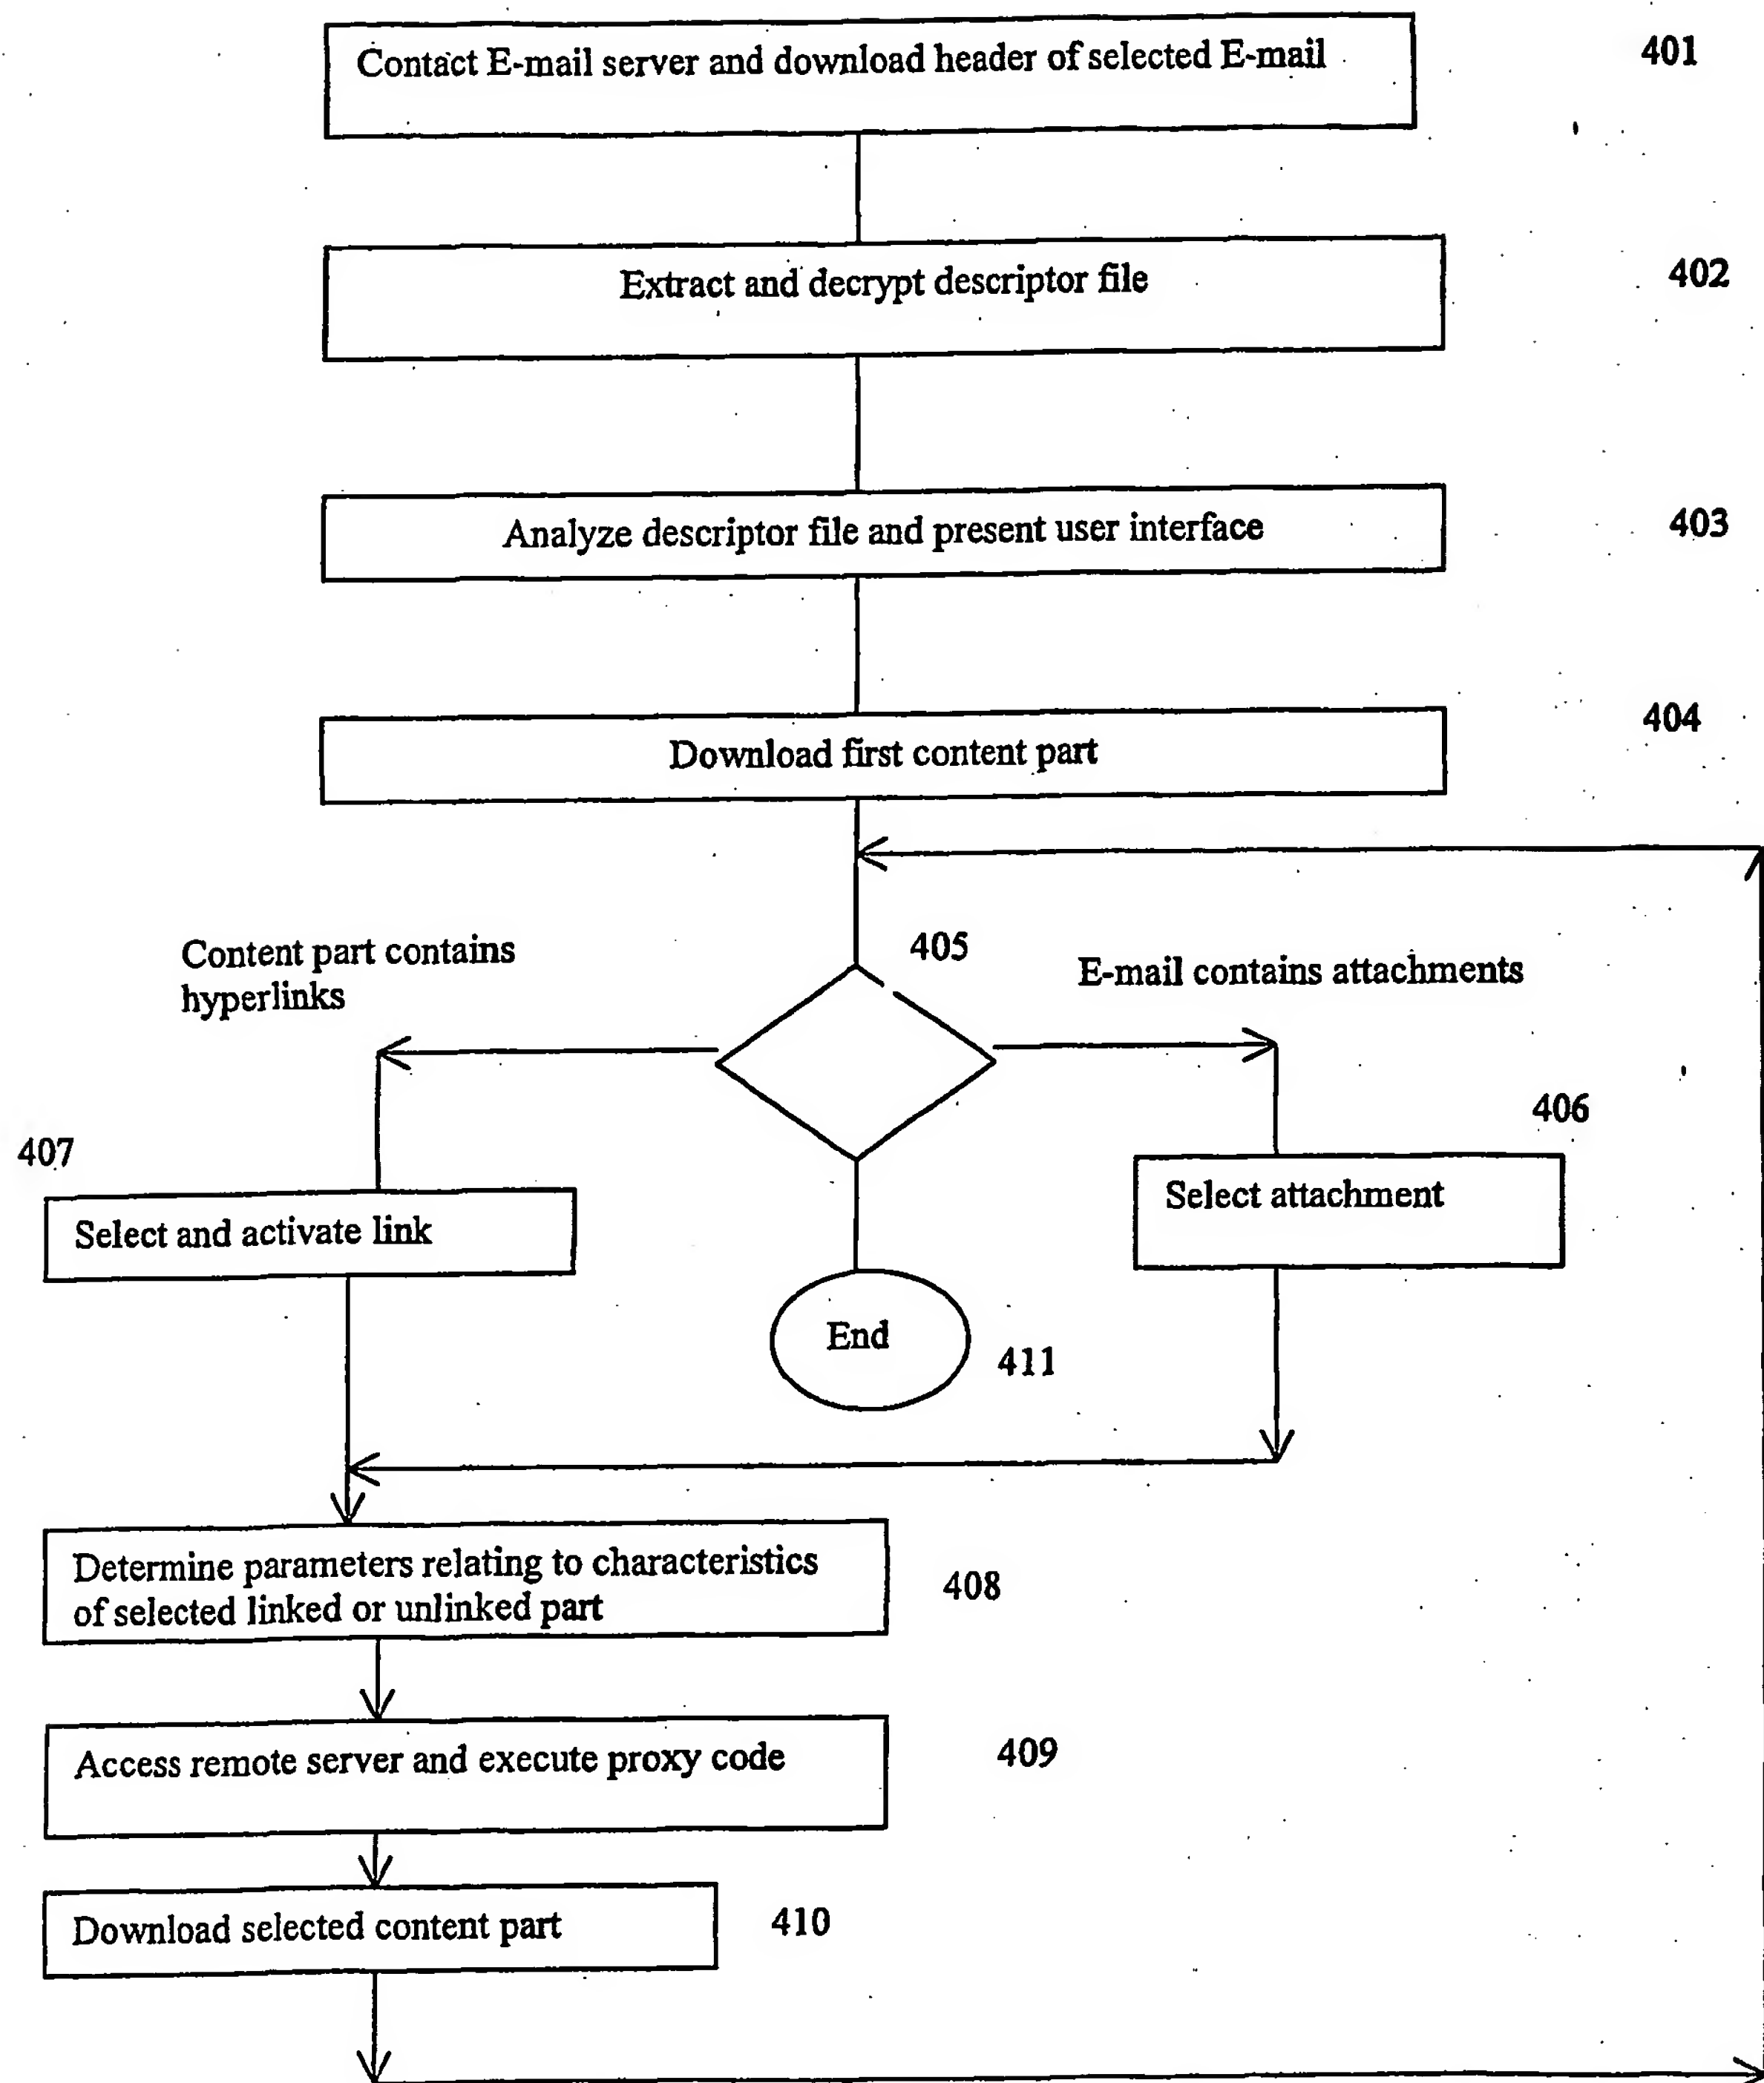 Contact E-mail server and download header of selected E-mail
401
Extract and decrypt descriptor file
402
Analyze descriptor file and present user interface
403
Download first content part
404
405
Content part contains
hyperlinks
E-mail contains attachments
407
Select and activate link
406
Select attachment
End
411
Determine parameters relating to characteristics
of selected linked or unlinked part
408
Access remote server and execute proxy code
409
Download selected content part
410